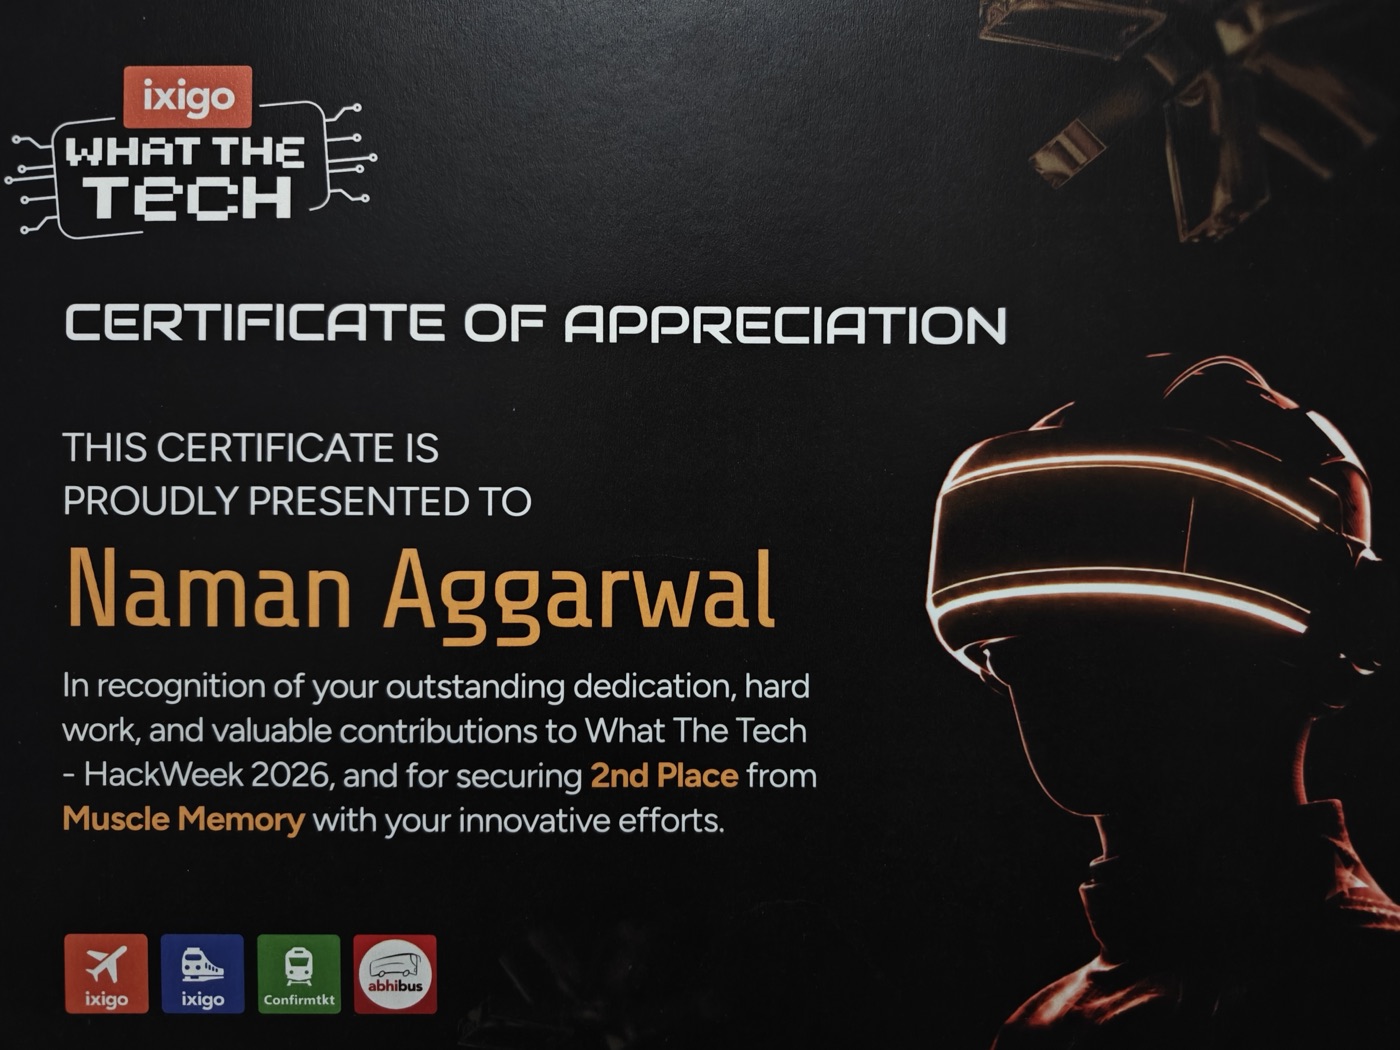 ixigo
WHAT THE
TECH
CERTIFICATE OF APPRECIATION
THIS CERTIFICATE IS
PROUDLY PRESENTED TO
Naman Aggarwal
In recognition of your outstanding dedication, hard
work, and valuable contributions to What The Tech
- HackWeek 2026, and for securing 2nd Place from
Muscle Memory with your innovative efforts.
ixigo
ixigo
Confirmtkt
abhibus